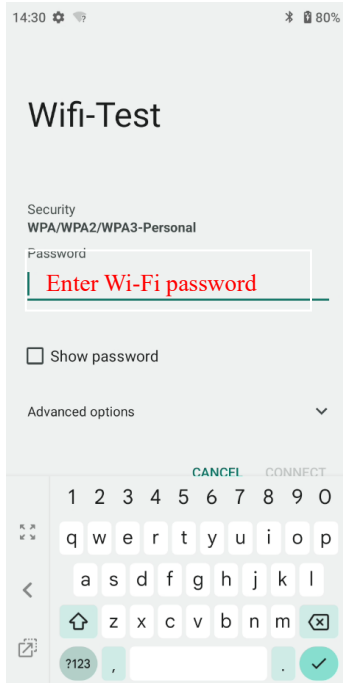 14:30 80%
Wifi-Test
Security
WPA/WPA2/WPA3-Personal
Password
Enter Wi-Fi password
Show password
Advanced options
CANCEL CONNECT
1 2 3 4 5 6 7 8 9 0
q w e r t y u i o p
a s d f g h j k l
z x c v b n m
?123 , .